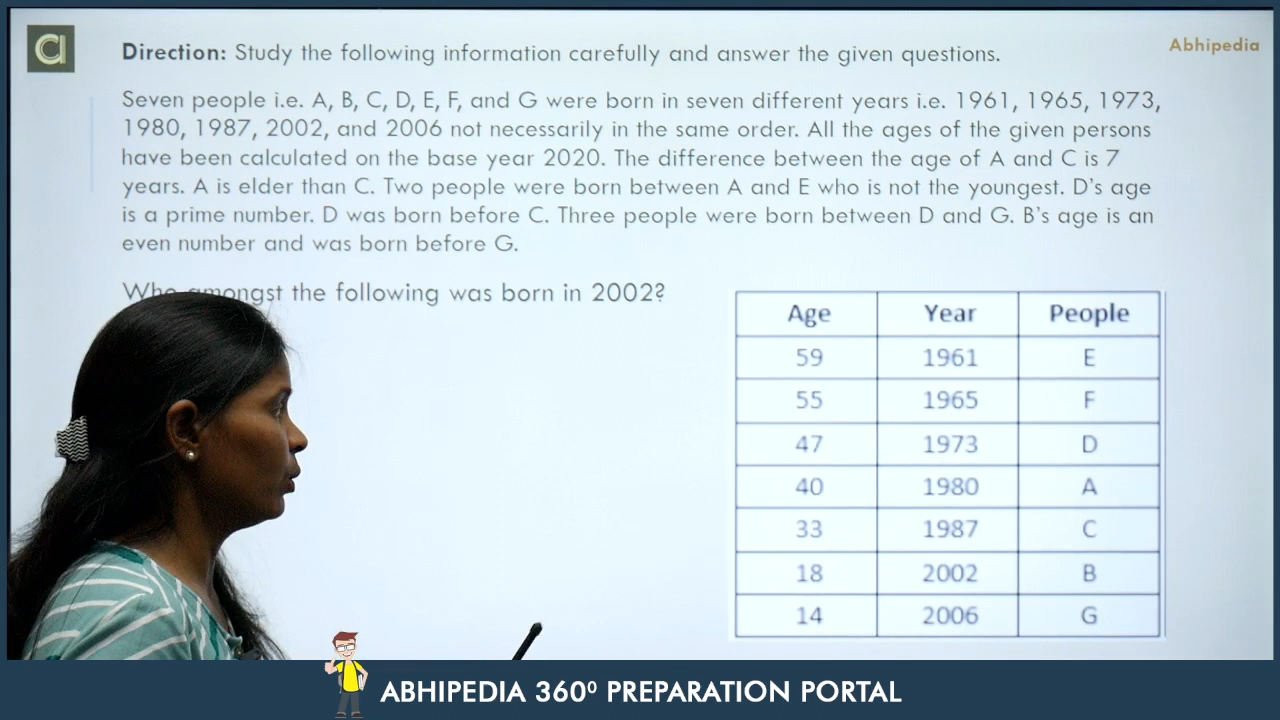 Direction: Study the following information carefully and answer the given questions.
Abhipedia
Seven people i.e. A, B, C, D, E, F, and G were born in seven different years i.e. 1961, 1965, 1973,
1980, 1987, 2002, and 2006 not necessarily in the same order. All the ages of the given persons
have been calculated on the base year 2020. The difference between the age of A and C is 7
years. A is elder than C. Two people were born between A and E who is not the youngest. D's age
is a prime number. D was born before C. Three people were born between D and G. B's age is an
even number and was born before G.
Who amongst the following was born in 2002?
Age Year People
59 1961 E
55 1965 F
47 1973 D
40 1980 A
33 1987 C
18 2002 B
14 2006 G
ABHIPEDIA 360⁰ PREPARATION PORTAL